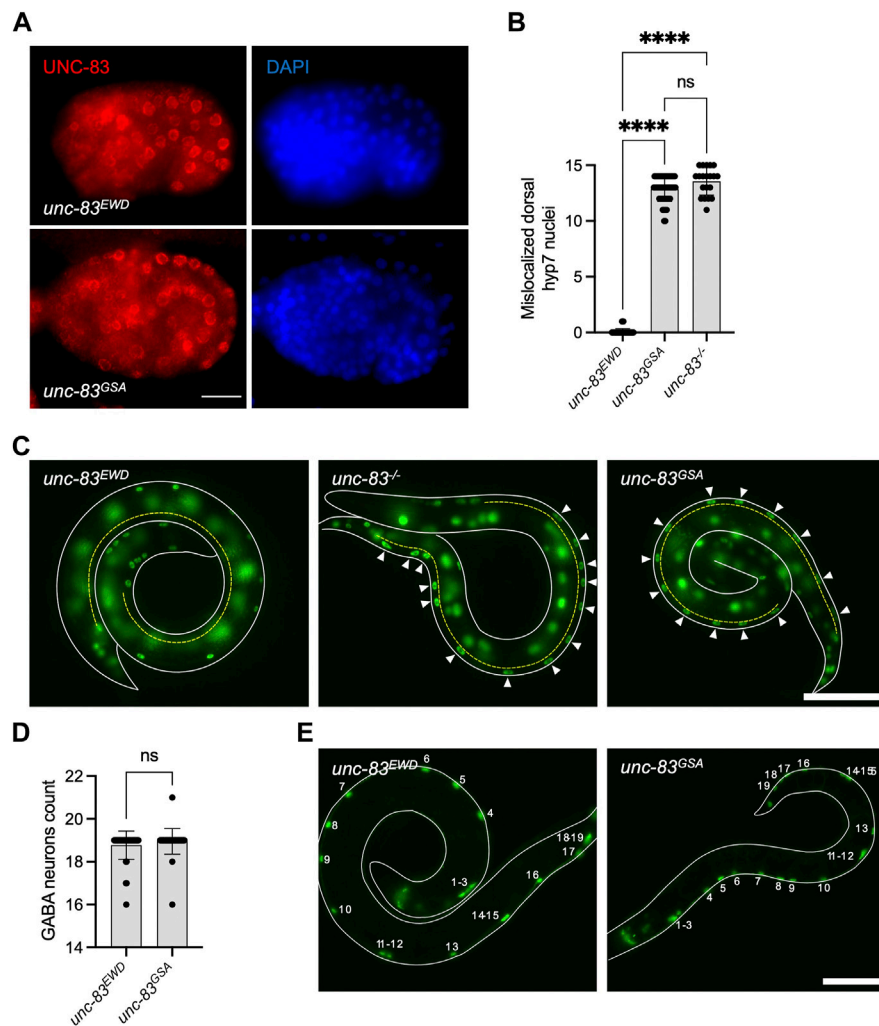 A
UNC-83
DAPI
unc-83EWD
unc-83GSA
B
****
ns
****
15
10
5
0
Mislocalized dorsal
hyp7 nuclei
unc-83EWD
unc-83GSA
unc-83-/-
C
unc-83EWD
unc-83-/-
unc-83GSA
D
ns
22
20
18
16
14
GABA neurons count
unc-83EWD
unc-83GSA
E
unc-83EWD
6
7
5
8
4
9
1-3
18-19
17
16
10
14-15
11-12
13
unc-83GSA
16
17
18
19
14-15
5
13
11-12
6
5
4
7
8
9
10
1-3